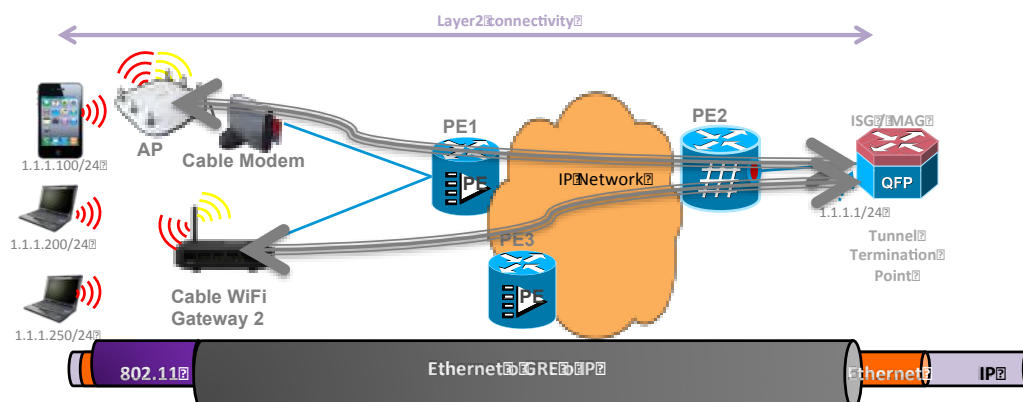 Layer2 connectivity
ISG / MAG
PE1
PE2
AP
Cable Modem
1.1.1.100/24
PE
IP Network
QFP
1.1.1.1/24
1.1.1.200/24
PE3
Tunnel
Termination
Point
PE
Cable WiFi
Gateway 2
1.1.1.250/24
802.11
Ethernet o GRE o IP
Ethernet
IP